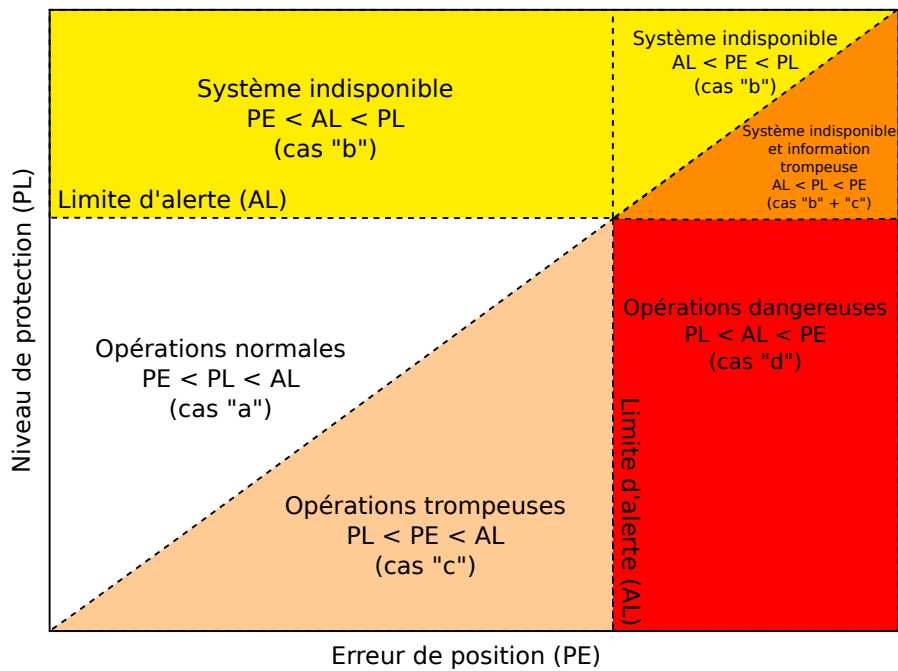 Système indisponible
PE < AL < PL
(cas "b")
Système indisponible
AL < PE < PL
(cas "b")
Système indisponible
et information
trompeuse
AL < PL < PE
(cas "b" + "c")
Limite d'alerte (AL)
Niveau de protection (PL)
Opérations normales
PE < PL < AL
(cas "a")
Opérations dangereuses
PL < AL < PE
(cas "d")
Limite d'alerte (AL)
Opérations trompeuses
PL < PE < AL
(cas "c")
Erreur de position (PE)